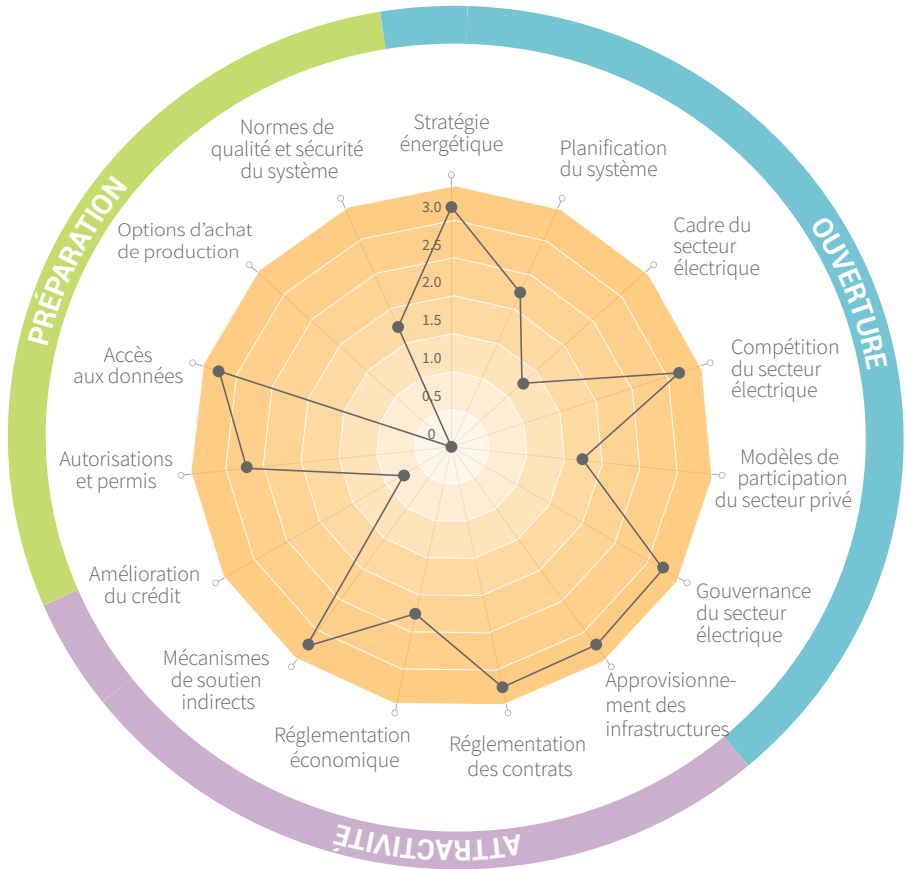 Stratégie
énergétique
Planification
du système
Cadre du
secteur
électrique
Compétition
du secteur
électrique
Modèles de
participation
du secteur privé
Gouvernance
du secteur
électrique
Approvisionne-
ment des
infrastructures
Réglementation
des contrats
Réglementation
économique
Mécanismes
de soutien
indirects
Amélioration
du crédit
Autorisations
et permis
Accès
aux données
Options d'achat
de production
Normes de
qualité et sécurité
du système
3.0
2.5
2.0
1.5
1.0
0.5
0
OUVERTURE
ATTRACTIVITÉ
PRÉPARATION